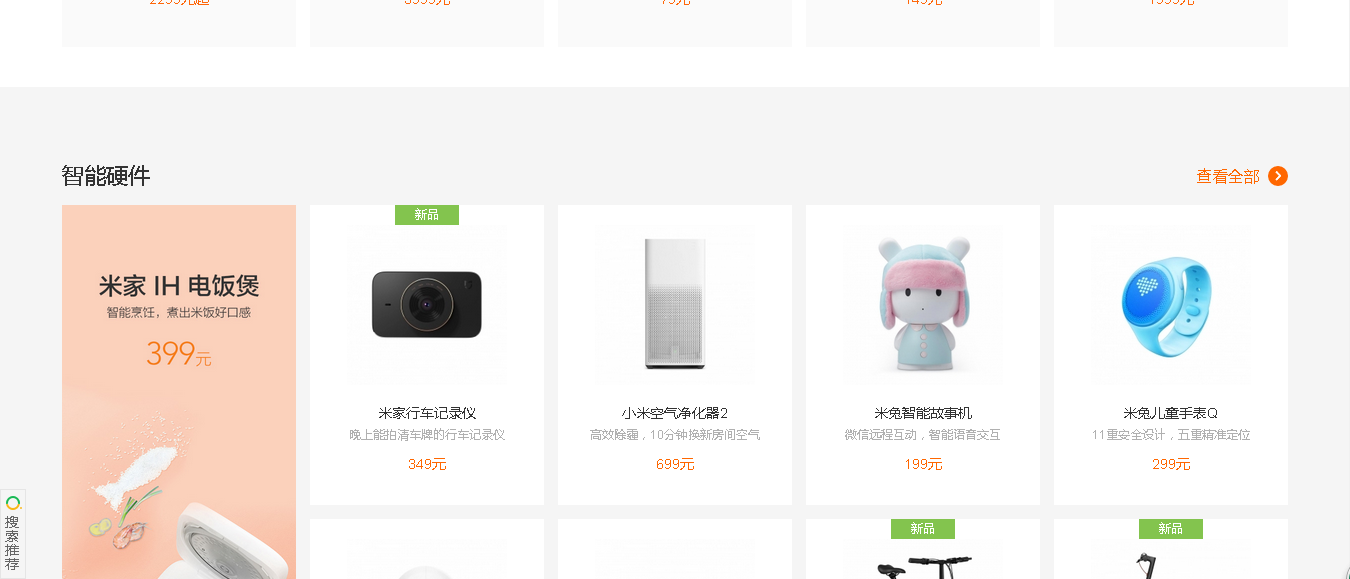 智能硬件
查看全部
米家 IH 电饭煲
智能烹饪，煮出米饭好口感
399元
新品
米家行车记录仪
晚上能拍清车牌的行车记录仪
349元
小米空气净化器2
高效除霾，10分钟换新房间空气
699元
米兔智能故事机
微信远程互动，智能语音交互
199元
米兔儿童手表Q
11重安全设计，五重精准定位
299元
新品
新品
搜索推荐